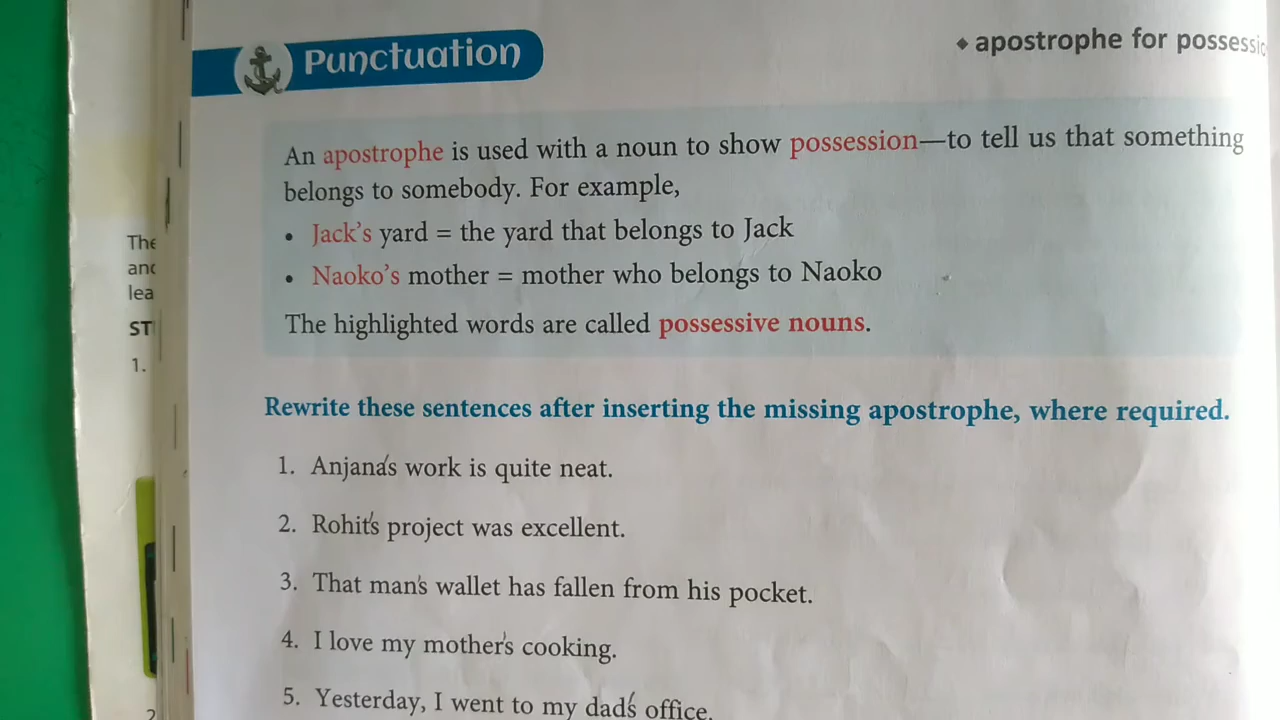 Punctuation
◆ apostrophe for
An apostrophe is used with a noun to show possession—to tell us that something
belongs to somebody. For example,
• Jack's yard = the yard that belongs to Jack
• Naoko's mother = mother who belongs to Naoko
The highlighted words are called possessive nouns.
Rewrite these sentences after inserting the missing apostrophe, where required.
1. Anjana's work is quite neat.
2. Rohit's project was excellent.
3. That man's wallet has fallen from his pocket.
4. I love my mother's cooking.
5. Yesterday, I went to my dad's office.
The
lea
ST
1.
2